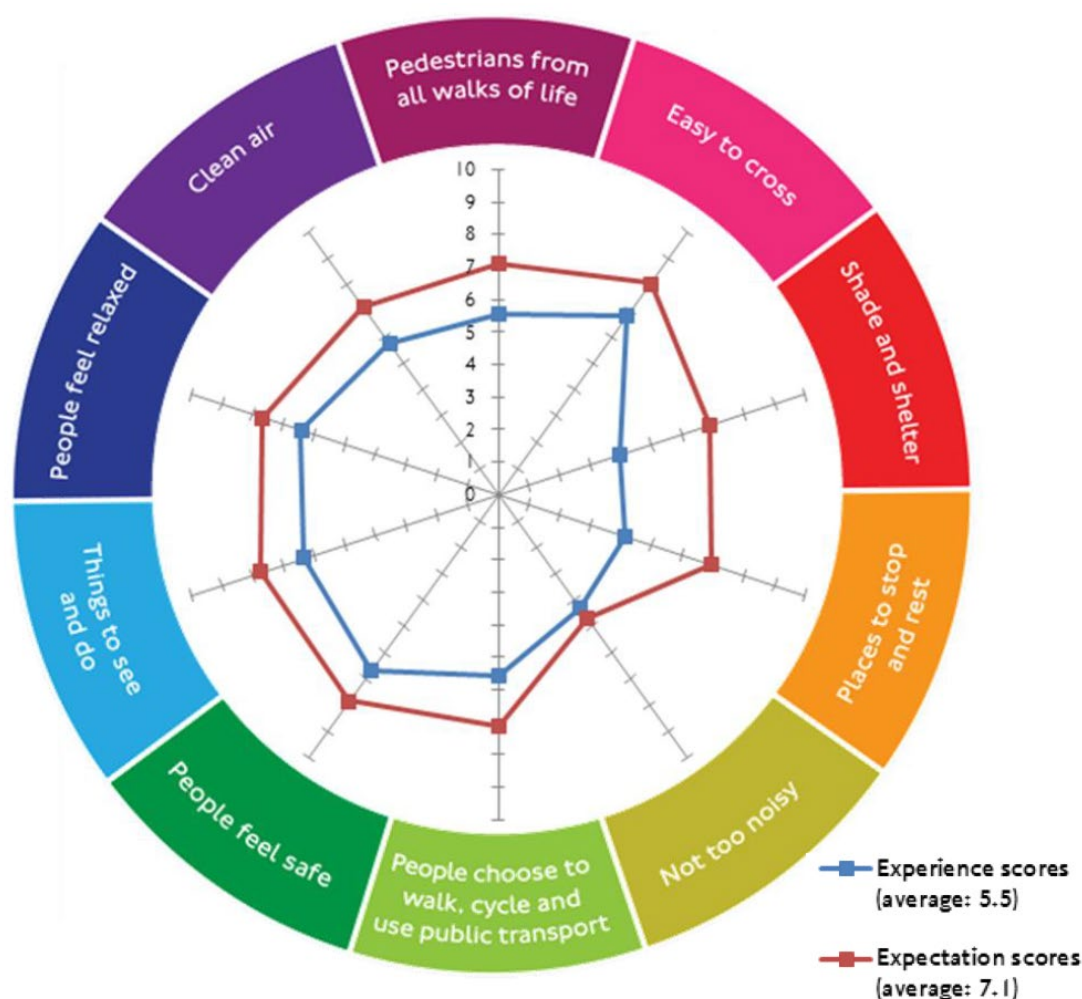 Pedestrians from
all walks of life
Easy to cross
Shade and shelter
Places to stop
and rest
Not too noisy
People choose to
walk, cycle and
use public transport
People feel safe
Things to see
and do
People feel relaxed
Clean air
10
9
8
7
6
5
4
3
2
1
0
Experience scores
(average: 5.5)
Expectation scores
(average: 7.1)